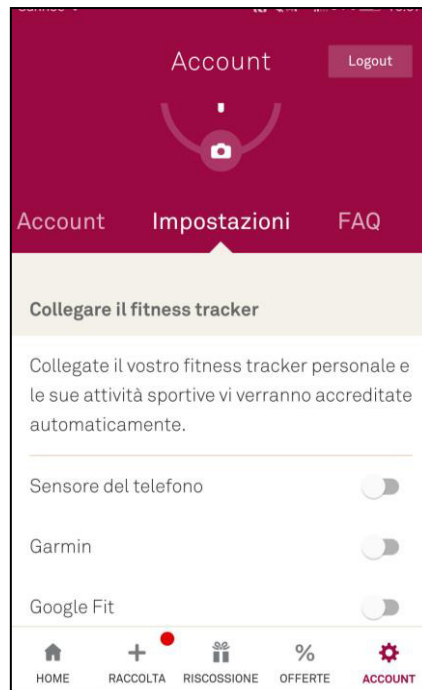 Account
Logout
Account Impostazioni FAQ
Collegare il fitness tracker
Collegate il vostro fitness tracker personale e
le sue attività sportive vi verranno accreditate
automaticamente.
Sensore del telefono
Garmin
Google Fit
HOME RACCOLTA RISCOSSIONE OFFERTE ACCOUNT